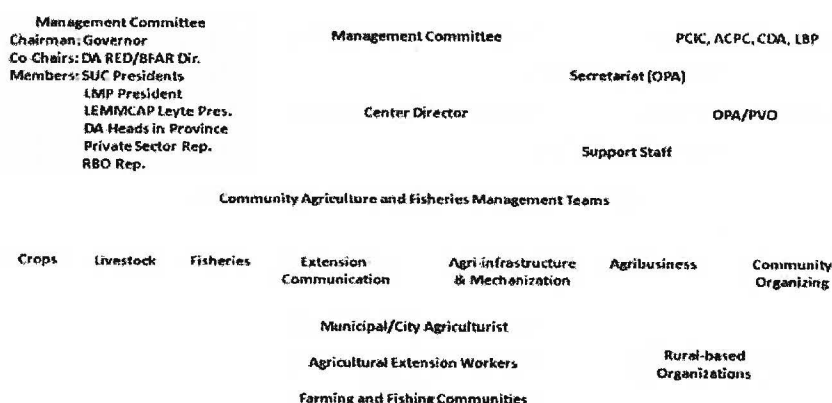 Management Committee
Chairman: Governor
Co-Chairs: DA RED/BFAR Dir.
Members: SUC Presidents
LMP President
LEMMCAP Leyte Pres.
DA Heads in Province
Private Sector Rep.
RBO Rep.
Management Committee
PCIC, ACPC, CDA, LBP
Secretariat (OPA)
Center Director
OPA/PVO
Support Staff
Community Agriculture and Fisheries Management Teams
Crops
Livestock
Fisheries
Extension
Communication
Agri-infrastructure
& Mechanization
Agribusiness
Community
Organizing
Municipal/City Agriculturist
Agricultural Extension Workers
Rural-based
Organizations
Farming and Fishing Communities